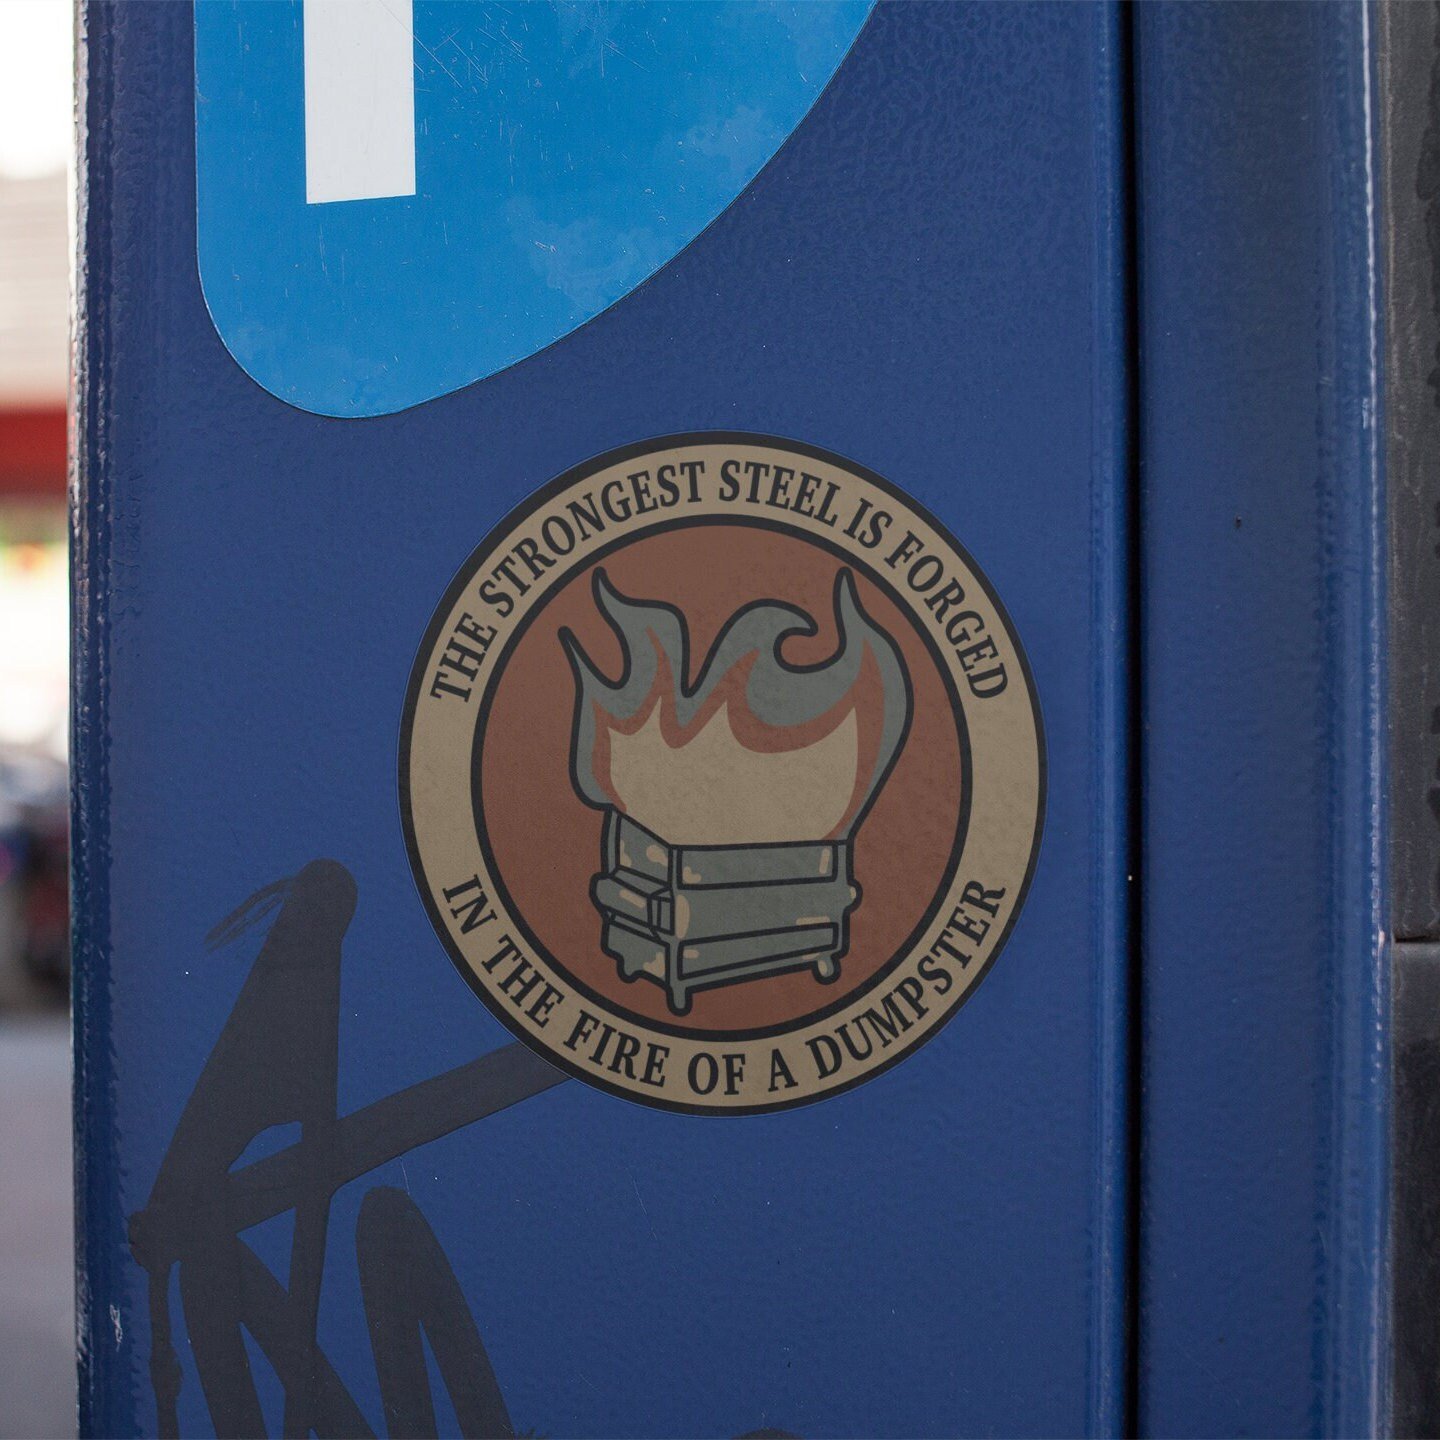 THE STRONGEST STEEL IS FORGED
IN THE FIRE OF A DUMPSTER